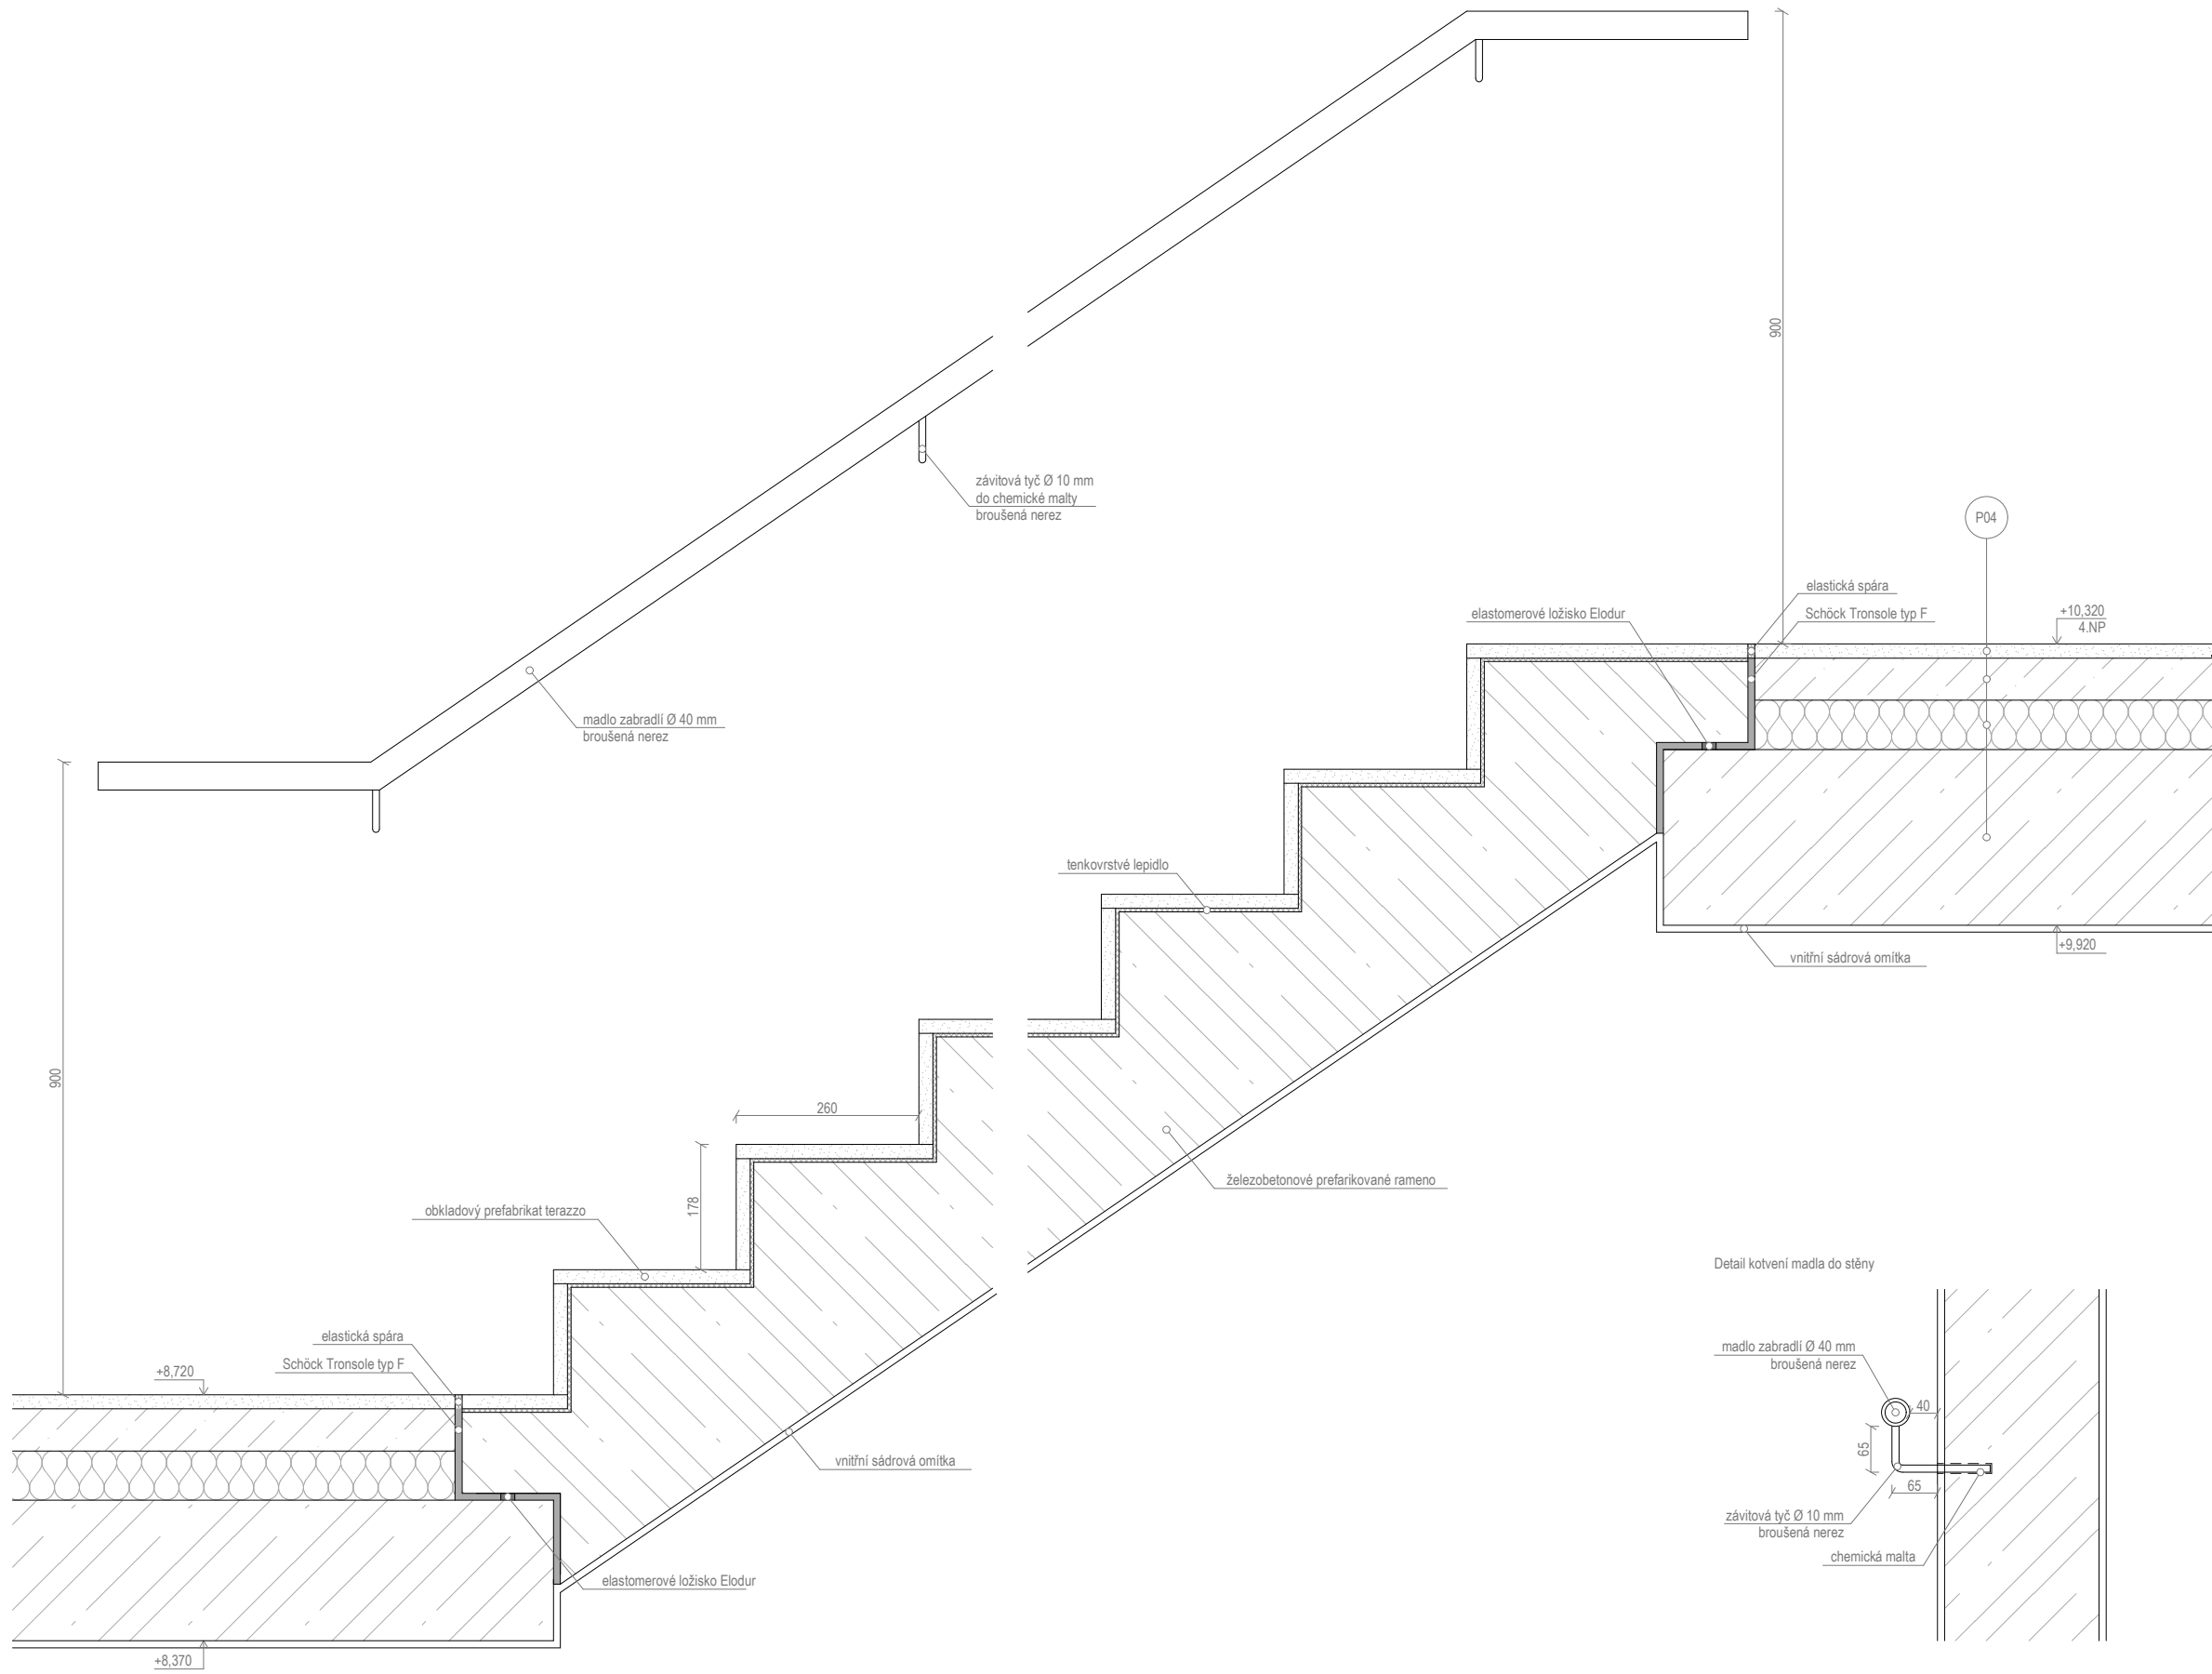 900
závitová tyč Ø 10 mm
do chemické malty
broušená nerez
P04
elastická spára
elastomerové ložisko Elodur
Schöck Tronsole typ F
+10,320
4.NP
madlo zabradlí Ø 40 mm
broušená nerez
tenkovrstvé lepidlo
vnitřní sádrová omítka
+9,920
900
260
178
železobetonové prefarikované rameno
obkladový prefabrikat terazzo
Detail kotvení madla do stěny
elastická spára
Schöck Tronsole typ F
+8,720
madlo zabradlí Ø 40 mm
broušená nerez
40
65
65
vnitřní sádrová omítka
závitová tyč Ø 10 mm
broušená nerez
chemická malta
elastomerové ložisko Elodur
+8,370